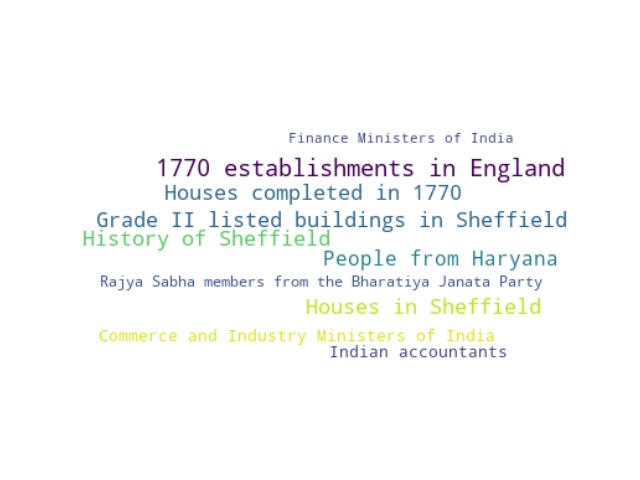 Finance Ministers of India
1770 establishments in England
Houses completed in 1770
Grade II listed buildings in Sheffield
History of Sheffield
People from Haryana
Rajya Sabha members from the Bharatiya Janata Party
Houses in Sheffield
Commerce and Industry Ministers of India
Indian accountants